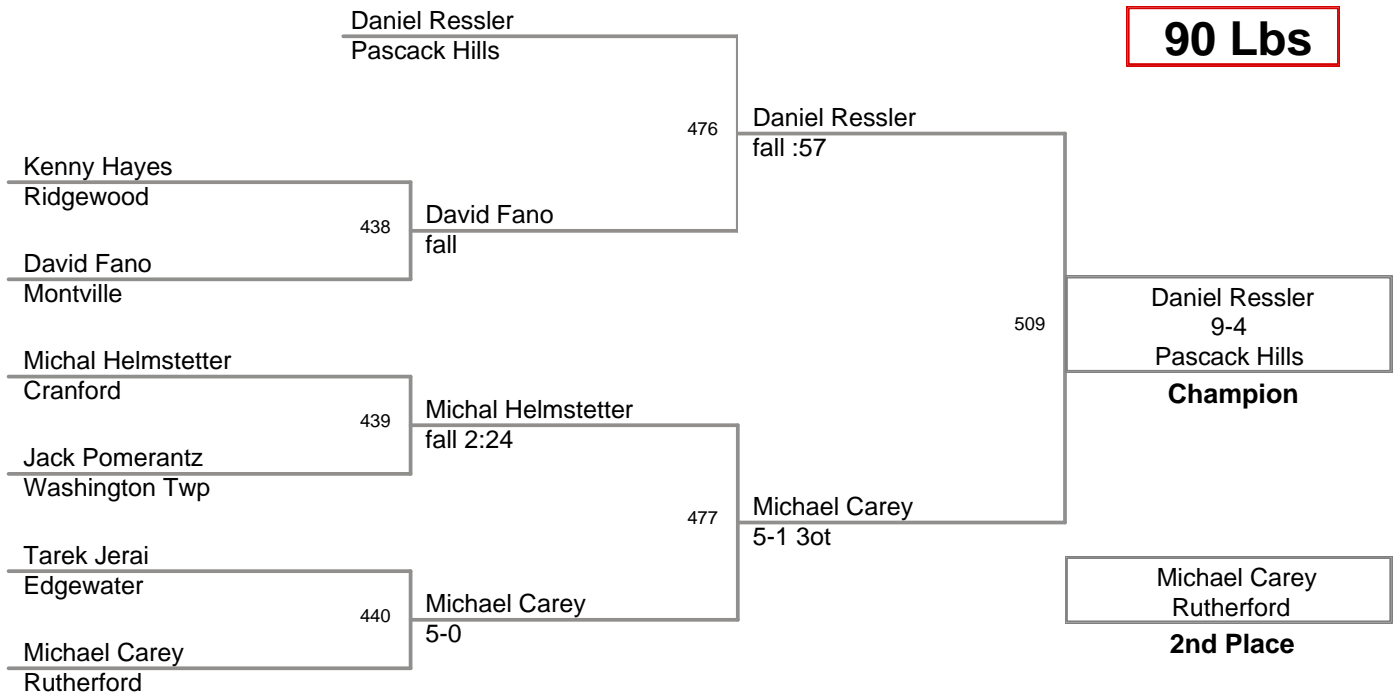 Daniel Ressler
Pascack Hills
90 Lbs
476
Daniel Ressler
fall :57
Kenny Hayes
Ridgewood
438
David Fano
fall
David Fano
Montville
509
Daniel Ressler
9-4
Pascack Hills
Champion
Michal Helmstetter
Cranford
439
Michal Helmstetter
fall 2:24
Jack Pomerantz
Washington Twp
477
Michael Carey
5-1 3ot
Tarek Jerai
Edgewater
440
Michael Carey
5-0
Michael Carey
Rutherford
Michael Carey
Rutherford
2nd Place